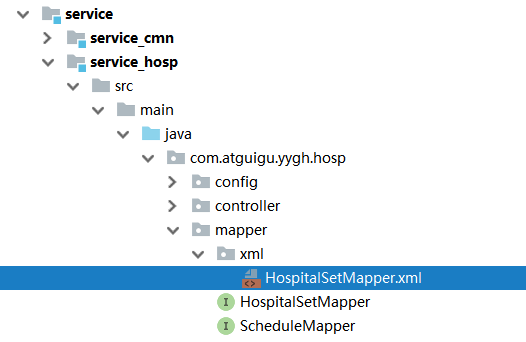 service
service_cmn
service_hosp
src
main
java
com.atguigu.yygh.hosp
config
controller
mapper
xml
HospitalSetMapper.xml
HospitalSetMapper
ScheduleMapper